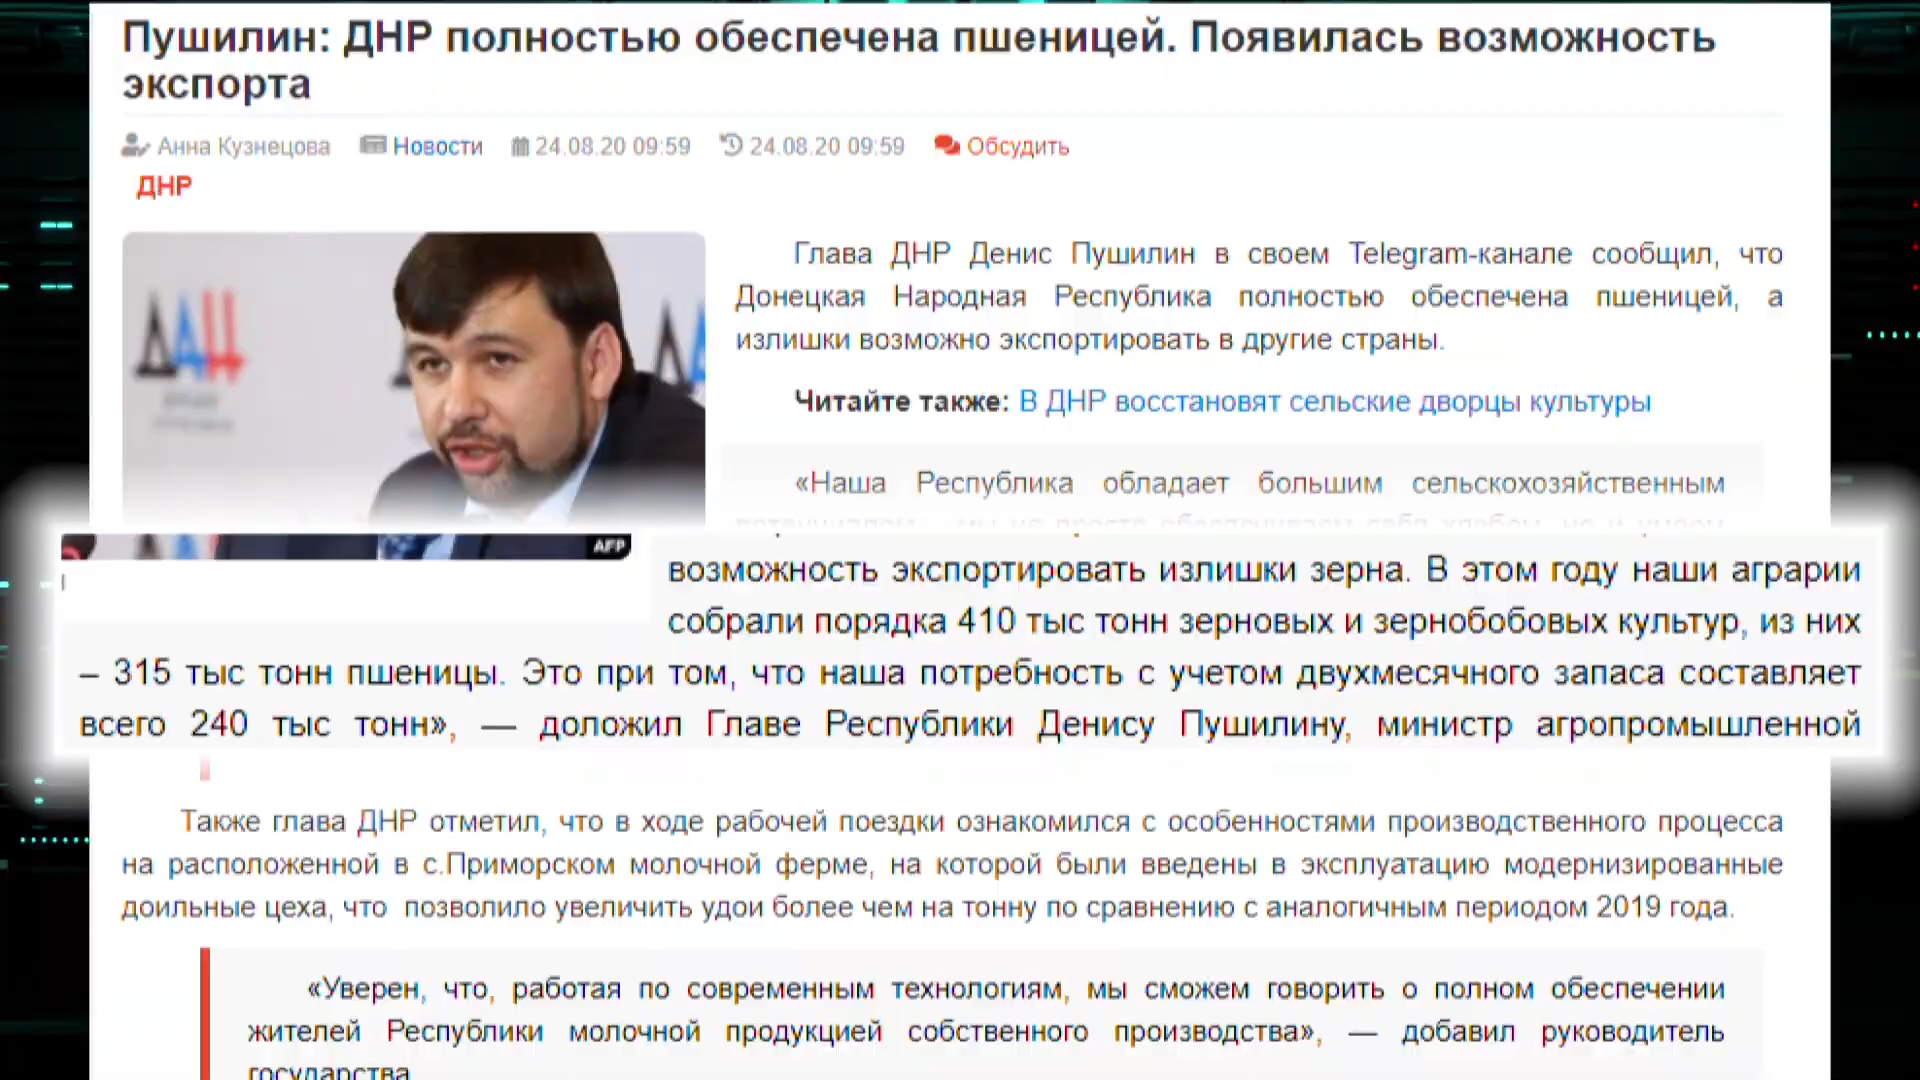 Пушилин: ДНР полностью обеспечена пшеницей. Появилась возможность
экспорта
Анна Кузнецова Новости 24.08.20 09:59 24.08.20 09:59 Обсудить
ДНР
ДАЦ
Глава ДНР Денис Пушилин в своем Telegram-канале сообщил, что
Донецкая Народная Республика полностью обеспечена пшеницей, а
излишки возможно экспортировать в другие страны.
Читайте также: В ДНР восстановят сельские дворцы культуры
«Наша Республика обладает большим сельскохозяйственным
AFP
возможность экспортировать излишки зерна. В этом году наши аграрии
собрали порядка 410 тыс тонн зерновых и зернобобовых культур, из них
– 315 тыс тонн пшеницы. Это при том, что наша потребность с учетом двухмесячного запаса составляет
всего 240 тыс тонн», — доложил Главе Республики Денису Пушилину, министр агропромышленной
Также глава ДНР отметил, что в ходе рабочей поездки ознакомился с особенностями производственного процесса
на расположенной в с.Приморском молочной ферме, на которой были введены в эксплуатацию модернизированные
доильные цеха, что позволило увеличить удои более чем на тонну по сравнению с аналогичным периодом 2019 года.
«Уверен, что, работая по современным технологиям, мы сможем говорить о полном обеспечении
жителей Республики молочной продукцией собственного производства», — добавил руководитель
государства